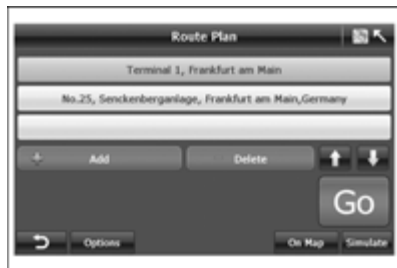 Route Plan
Terminal 1, Frankfurt am Main
No.25, Senckenberganlage, Frankfurt am Main,Germany
Add Delete
Go
Options On Map Simulate